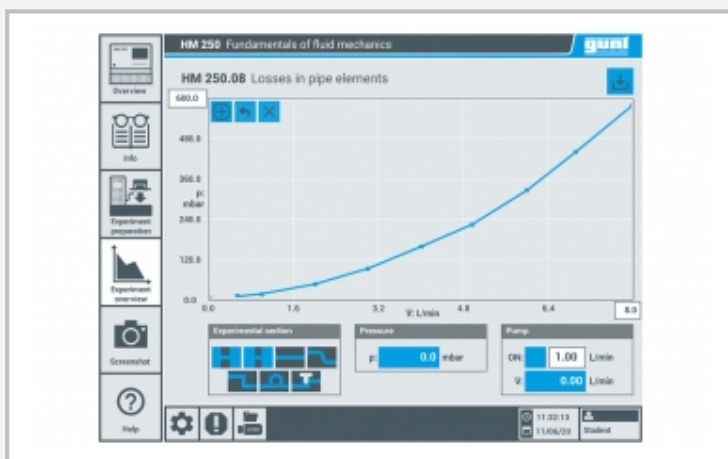 HM 250 Fundamentals of fluid mechanics
gunt
HM 250.08 Losses in pipe elements
Overview
Info
Experiment
preparation
Experiment
overview
Screenshot
Help
600.0
480.0
360.0
p:
mbar
240.0
120.0
0.0
0.0 1.6 3.2 V̇: L/min 4.8 6.4 8.0
Experimental section
Pressure
p: 0.0 mbar
Pump
ON: 1.00 L/min
V̇: 0.00 L/min
11:32:13
11/06/20
Student